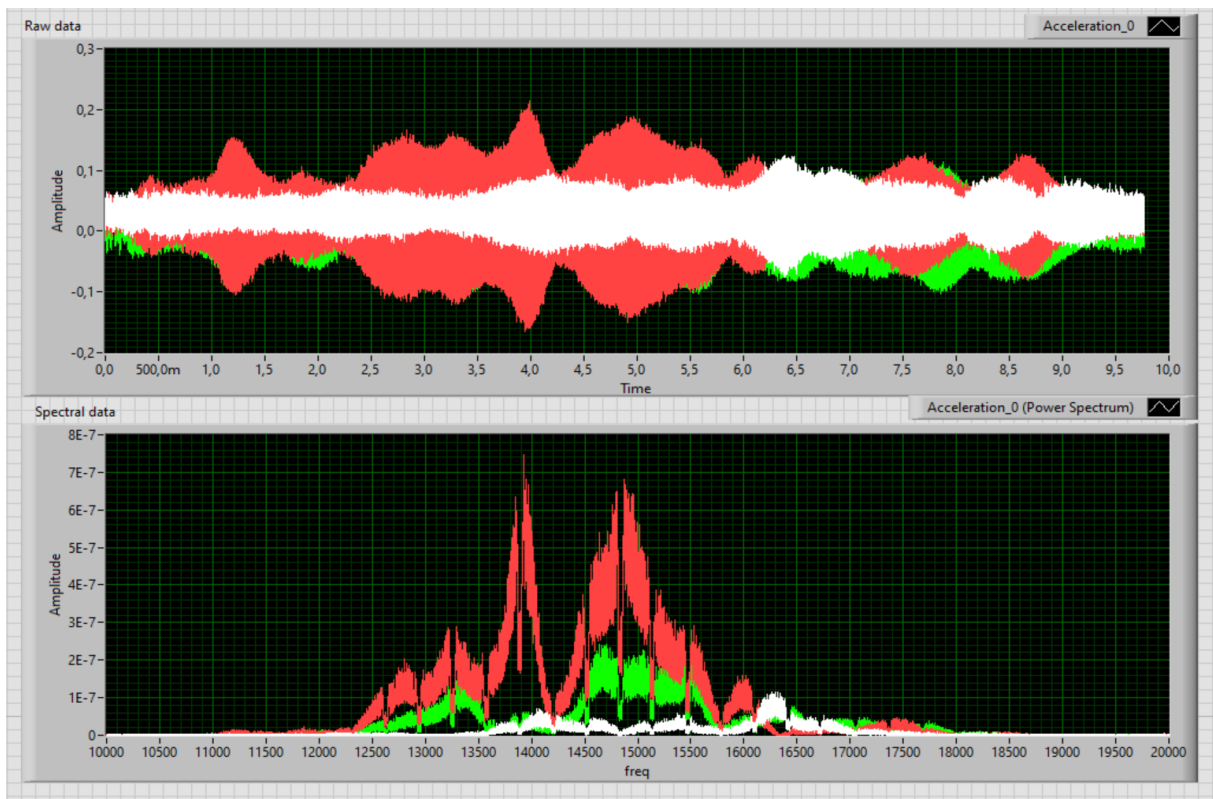 Raw data
Acceleration_0
0,3
0,2
0,1
0,0
-0,1
-0,2
Amplitude
0,0 500,0m 1,0 1,5 2,0 2,5 3,0 3,5 4,0 4,5 5,0 5,5 6,0 6,5 7,0 7,5 8,0 8,5 9,0 9,5 10,0
Time
Spectral data
Acceleration_0 (Power Spectrum)
8E-7
7E-7
6E-7
5E-7
4E-7
3E-7
2E-7
1E-7
0
Amplitude
10000 10500 11000 11500 12000 12500 13000 13500 14000 14500 15000 15500 16000 16500 17000 17500 18000 18500 19000 19500 20000
freq